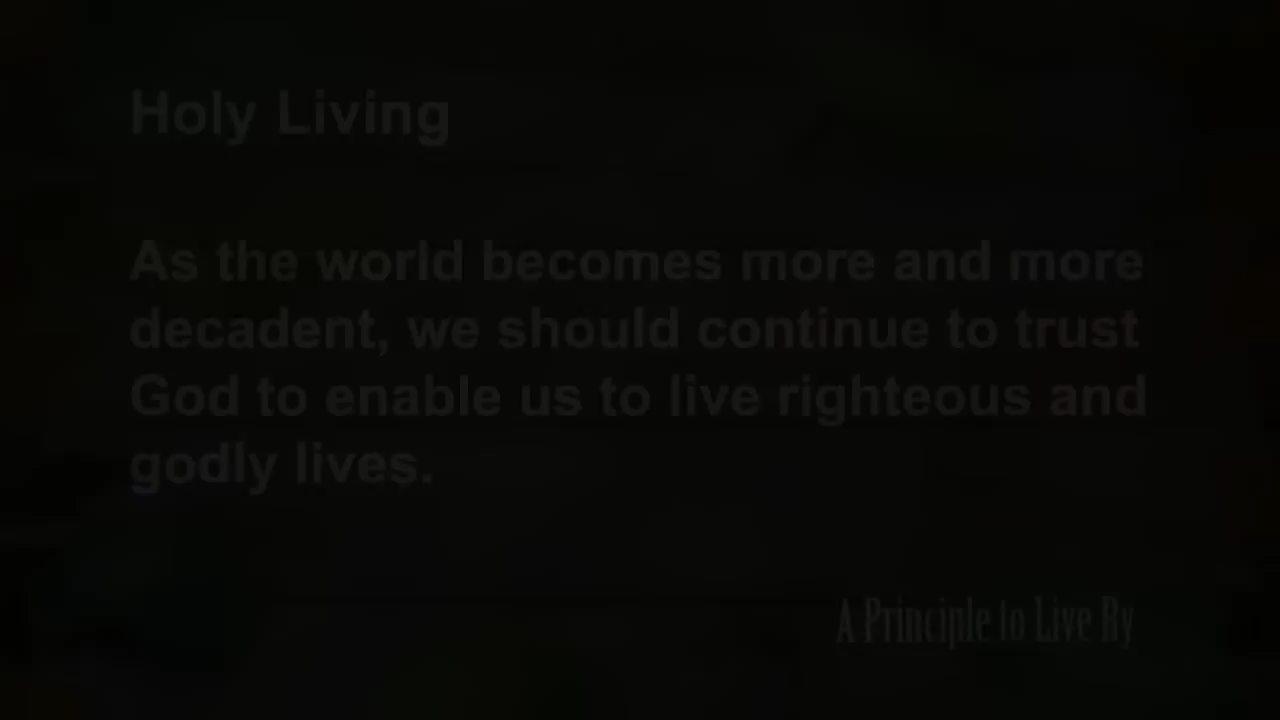 Holy Living
As the world becomes more and more
decadent, we should continue to trust
God to enable us to live righteous and
godly lives.
A Principle to Live By